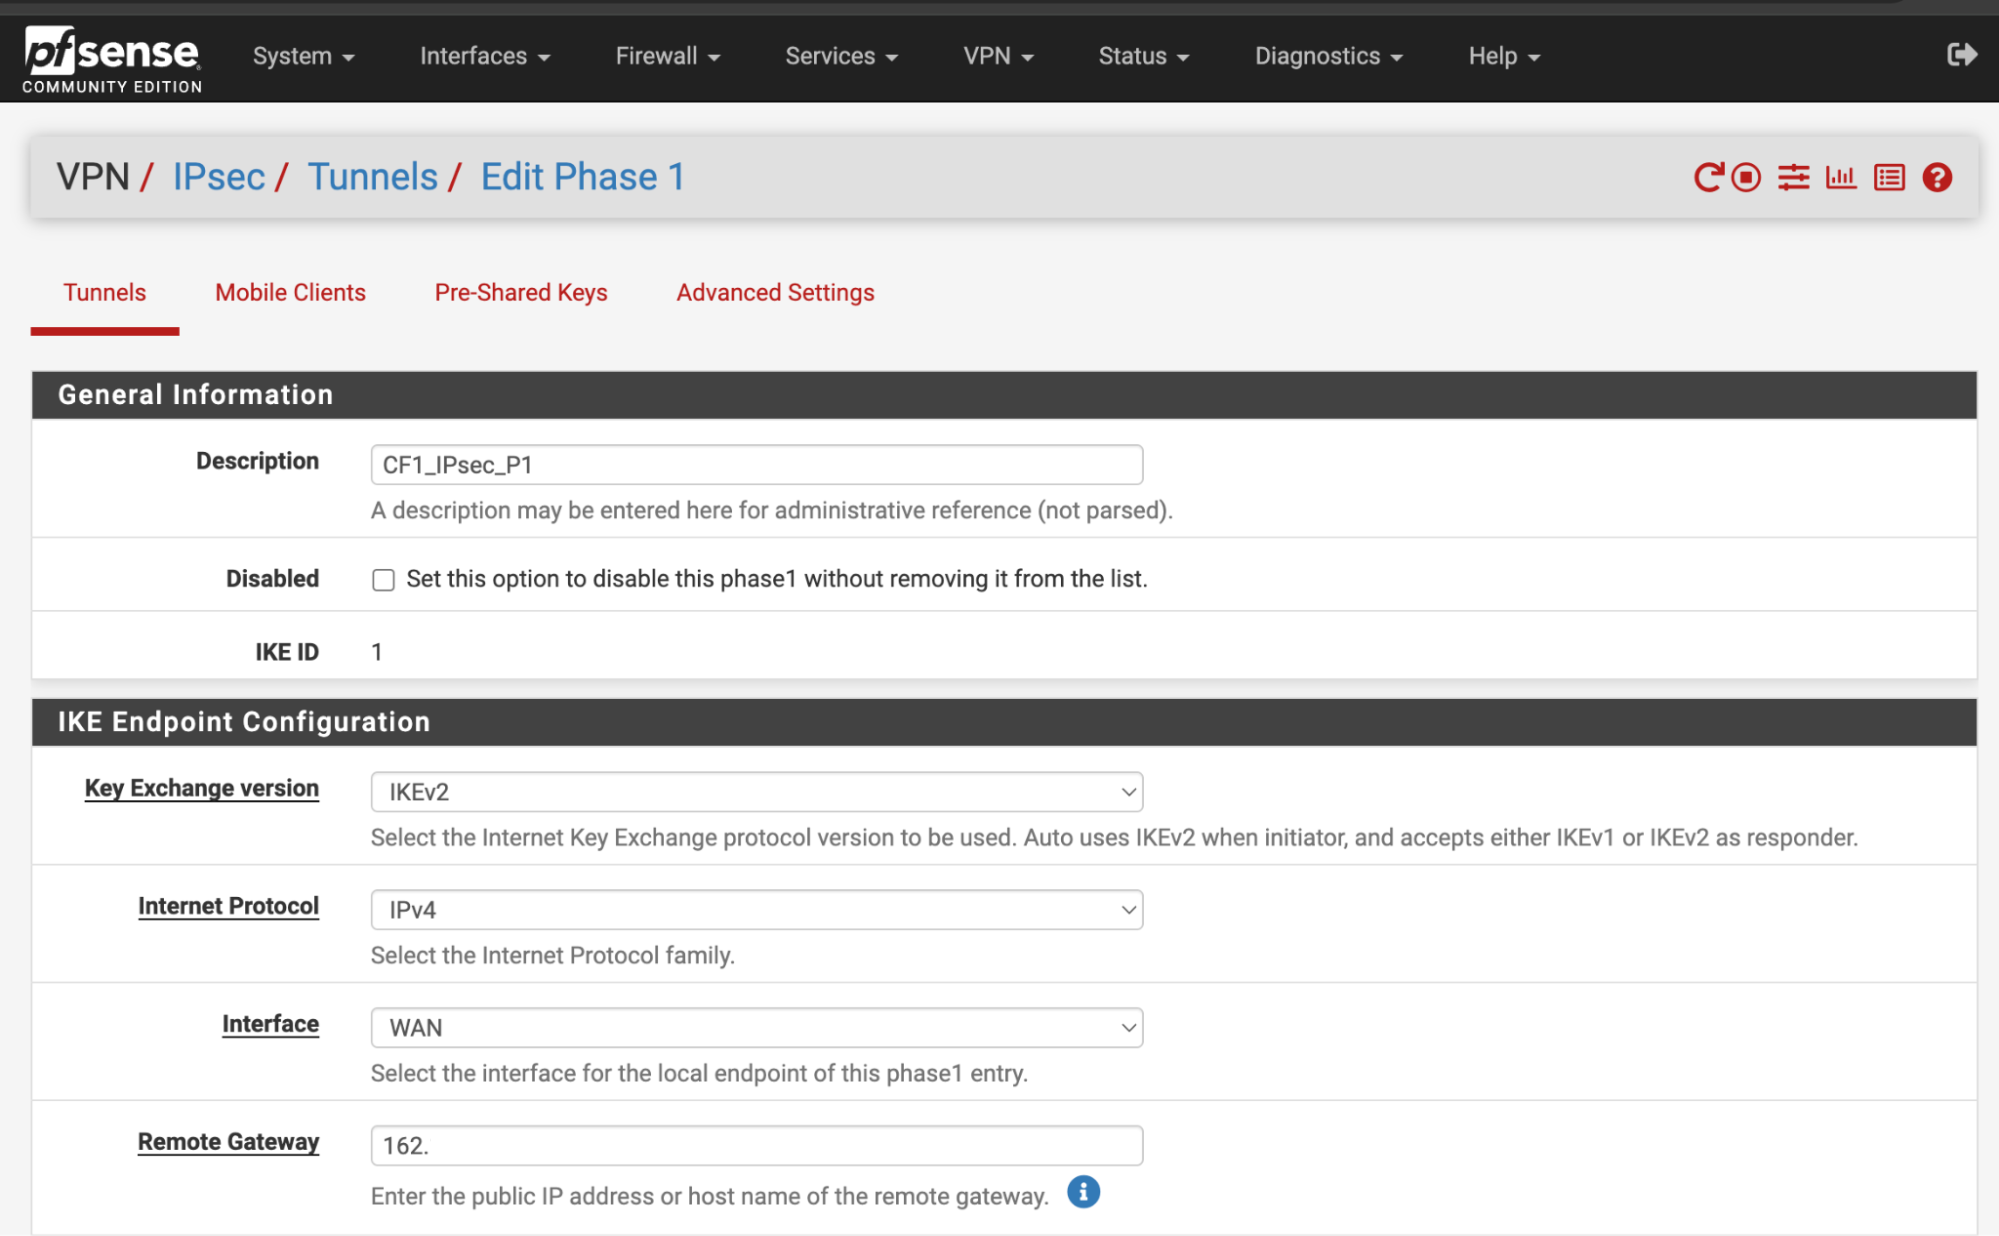 pfsense
COMMUNITY EDITION
System
Interfaces
Firewall
Services
VPN
Status
Diagnostics
Help
VPN / IPsec / Tunnels / Edit Phase 1
Tunnels
Mobile Clients
Pre-Shared Keys
Advanced Settings
General Information
Description
CF1_IPsec_P1
A description may be entered here for administrative reference (not parsed).
Disabled
Set this option to disable this phase1 without removing it from the list.
IKE ID
1
IKE Endpoint Configuration
Key Exchange version
IKEv2
Select the Internet Key Exchange protocol version to be used. Auto uses IKEv2 when initiator, and accepts either IKEv1 or IKEv2 as responder.
Internet Protocol
IPv4
Select the Internet Protocol family.
Interface
WAN
Select the interface for the local endpoint of this phase1 entry.
Remote Gateway
162.
Enter the public IP address or host name of the remote gateway.